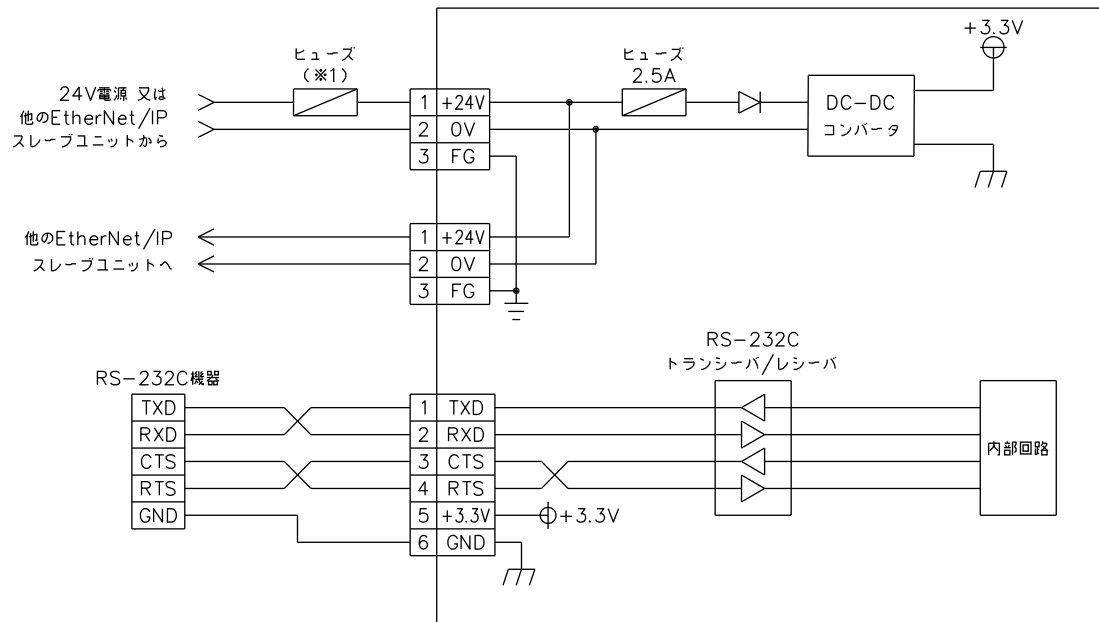 +3.3V
ヒューズ
(※1)
ヒューズ
2.5A
24V電源 又は
他のEtherNet/IP
スレーブユニットから
1 +24V
2 0V
3 FG
DC-DC
コンバータ
他のEtherNet/IP
スレーブユニットへ
1 +24V
2 0V
3 FG
RS-232C
トランシーバ/レシーバ
RS-232C機器
TXD
RXD
CTS
RTS
GND
1 TXD
2 RXD
3 CTS
4 RTS
5 +3.3V
6 GND
+3.3V
内部回路